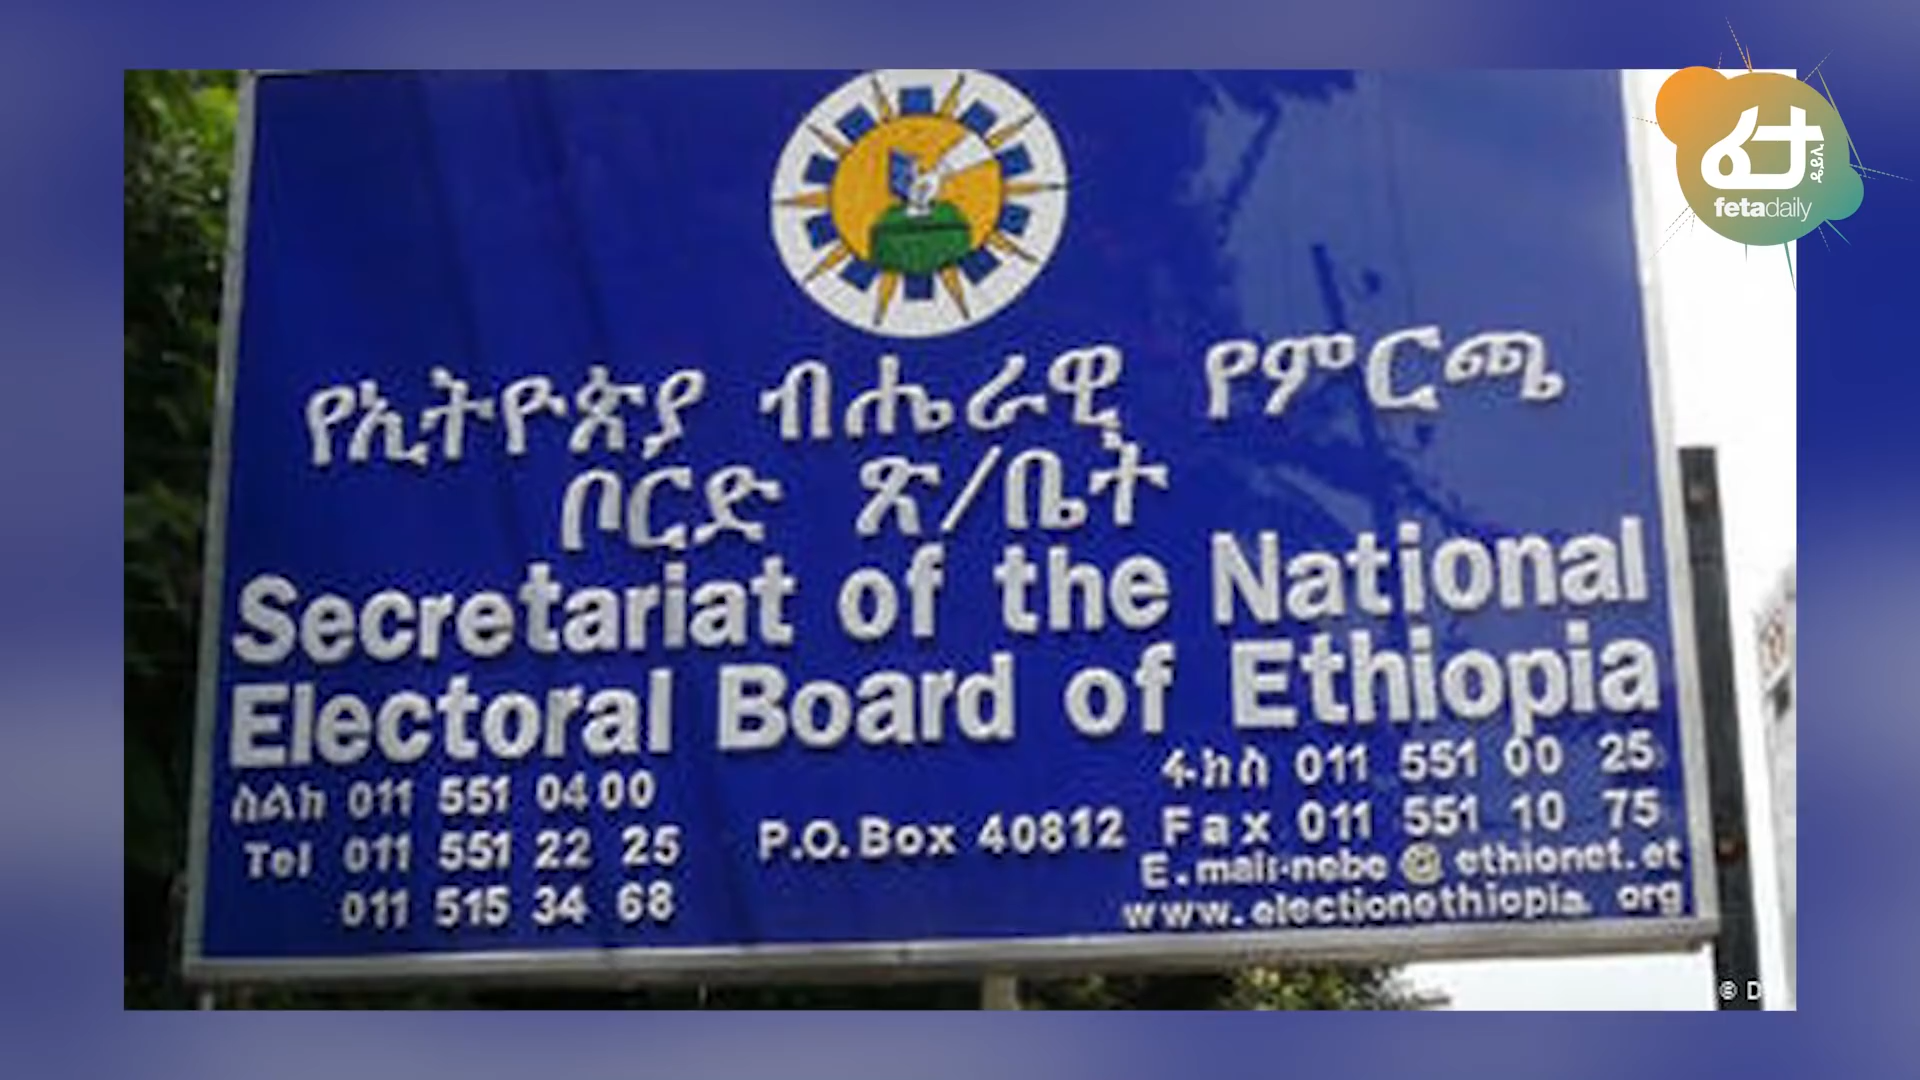 ፈታ
ዴይሊ
fetadaily
የኢትዮጵያ ብሔራዊ የምርጫ
ቦርድ ጽ/ቤት
Secretariat of the National
Electoral Board of Ethiopia
ስልክ 011 551 04 00
Tel 011 551 22 25
011 515 34 68
P.O.Box 40812
ፋክስ 011 551 00 25
Fax 011 551 10 75
E.mail:-nebe @ ethionet.et
www.electionethiopia. org
© D